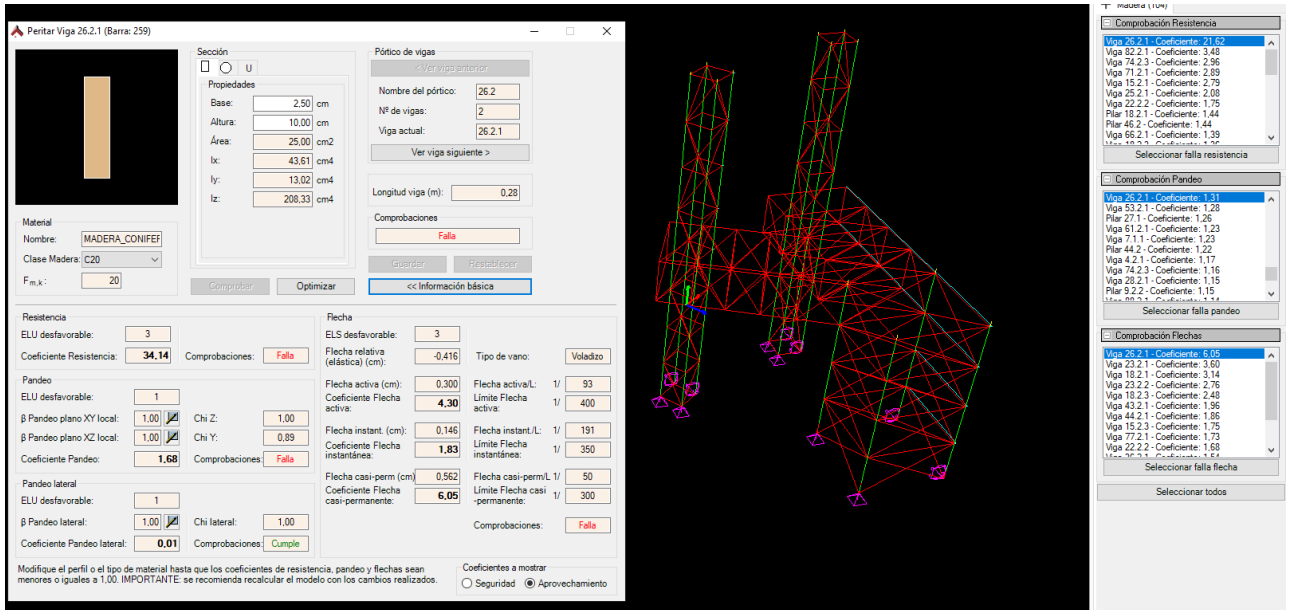 Peritar Viga 26.2.1 (Barra: 259)
Sección
U
Propiedades
Base: 2,50 cm
Altura: 10,00 cm
Área: 25,00 cm2
Ix: 43,61 cm4
Iy: 13,02 cm4
Iz: 208,33 cm4
Pórtico de vigas
< Ver viga anterior
Nombre del pórtico: 26.2
Nº de vigas: 2
Viga actual: 26.2.1
Ver viga siguiente >
Longitud viga (m): 0,28
Material
Nombre: MADERA_CONIFER
Clase Madera: C20
Fm,k : 20
Comprobaciones
Falla
Guardar Restablecer
Comprobar Optimizar << Información básica
Resistencia
ELU desfavorable: 3
Coeficiente Resistencia: 34,14 Comprobaciones: Falla
Pandeo
ELU desfavorable: 1
β Pandeo plano XY local: 1,00 Chi Z: 1,00
β Pandeo plano XZ local: 1,00 Chi Y: 0,89
Coeficiente Pandeo: 1,68 Comprobaciones: Falla
Pandeo lateral
ELU desfavorable: 1
β Pandeo lateral: 1,00 Chi lateral: 1,00
Coeficiente Pandeo lateral: 0,01 Comprobaciones: Cumple
Flecha
ELS desfavorable: 3
Flecha relativa
(elástica) (cm): -0,416 Tipo de vano: Voladizo
Flecha activa (cm): 0,300 Flecha activa/L: 1/ 93
Coeficiente Flecha
activa: 4,30 Límite Flecha
activa: 1/ 400
Flecha instant. (cm): 0,146 Flecha instant./L: 1/ 191
Coeficiente Flecha
instantánea: 1,83 Límite Flecha
instantánea: 1/ 350
Flecha casi-perm (cm) 0,562 Flecha casi-perm/L 1/ 50
Coeficiente Flecha
casi-permanente: 6,05 Límite Flecha casi
-permanente: 1/ 300
Comprobaciones: Falla
Modifique el perfil o el tipo de material hasta que los coeficientes de resistencia, pandeo y flechas sean
menores o iguales a 1,00. IMPORTANTE: se recomienda recalcular el modelo con los cambios realizados.
Coeficientes a mostrar
Seguridad Aprovechamiento
Madera (104)
Comprobación Resistencia
Viga 26.2.1 - Coeficiente: 21,62
Viga 82.2.1 - Coeficiente: 3,48
Viga 74.2.3 - Coeficiente: 2,96
Viga 71.2.1 - Coeficiente: 2,89
Viga 15.2.1 - Coeficiente: 2,79
Viga 25.2.1 - Coeficiente: 2,08
Viga 22.2.2 - Coeficiente: 1,75
Pilar 18.2.1 - Coeficiente: 1,44
Pilar 46.2 - Coeficiente: 1,44
Viga 66.2.1 - Coeficiente: 1,39
Seleccionar falla resistencia
Comprobación Pandeo
Viga 26.2.1 - Coeficiente: 1,31
Viga 53.2.1 - Coeficiente: 1,28
Pilar 27.1 - Coeficiente: 1,26
Viga 61.2.1 - Coeficiente: 1,23
Viga 7.1.1 - Coeficiente: 1,23
Pilar 44.2 - Coeficiente: 1,22
Viga 4.2.1 - Coeficiente: 1,17
Viga 74.2.3 - Coeficiente: 1,16
Viga 28.2.1 - Coeficiente: 1,15
Pilar 9.2.2 - Coeficiente: 1,15
Seleccionar falla pandeo
Comprobación Flechas
Viga 26.2.1 - Coeficiente: 6,05
Viga 23.2.1 - Coeficiente: 3,60
Viga 18.2.1 - Coeficiente: 3,14
Viga 23.2.2 - Coeficiente: 2,76
Viga 18.2.3 - Coeficiente: 2,48
Viga 43.2.1 - Coeficiente: 1,96
Viga 44.2.1 - Coeficiente: 1,86
Viga 15.2.3 - Coeficiente: 1,75
Viga 77.2.1 - Coeficiente: 1,73
Viga 22.2.2 - Coeficiente: 1,68
Seleccionar falla flecha
Seleccionar todos